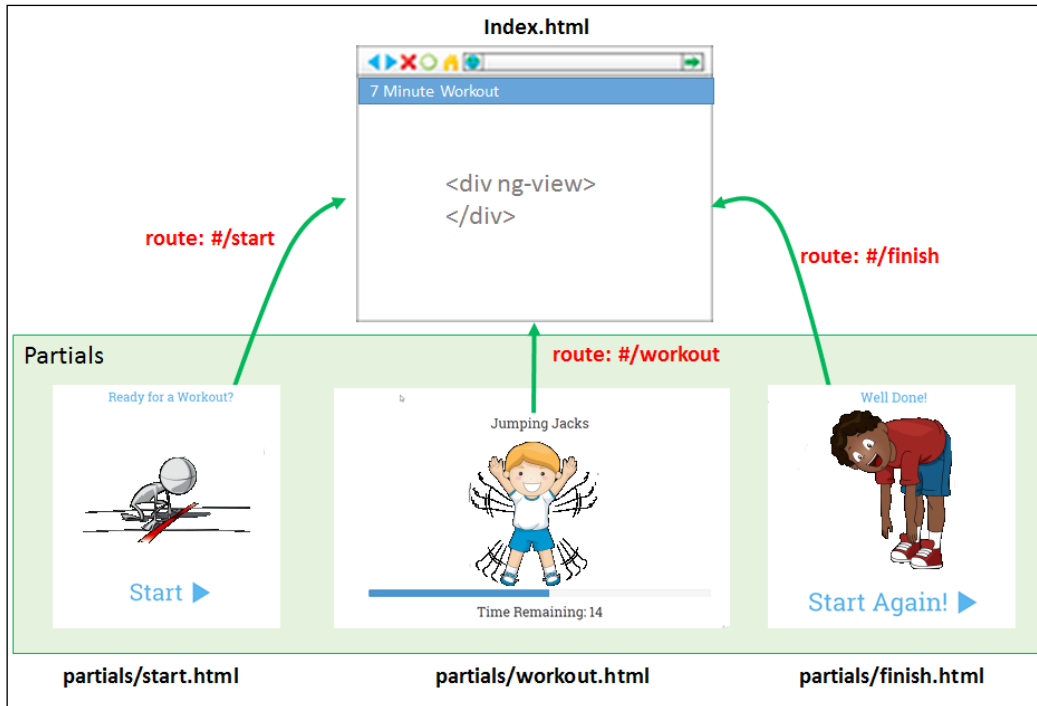 Index.html
7 Minute Workout
<div ng-view>
</div>
route: #/start
route: #/finish
Partials
route: #/workout
Ready for a Workout?
Start
Jumping Jacks
Time Remaining: 14
Well Done!
Start Again!
partials/start.html
partials/workout.html
partials/finish.html